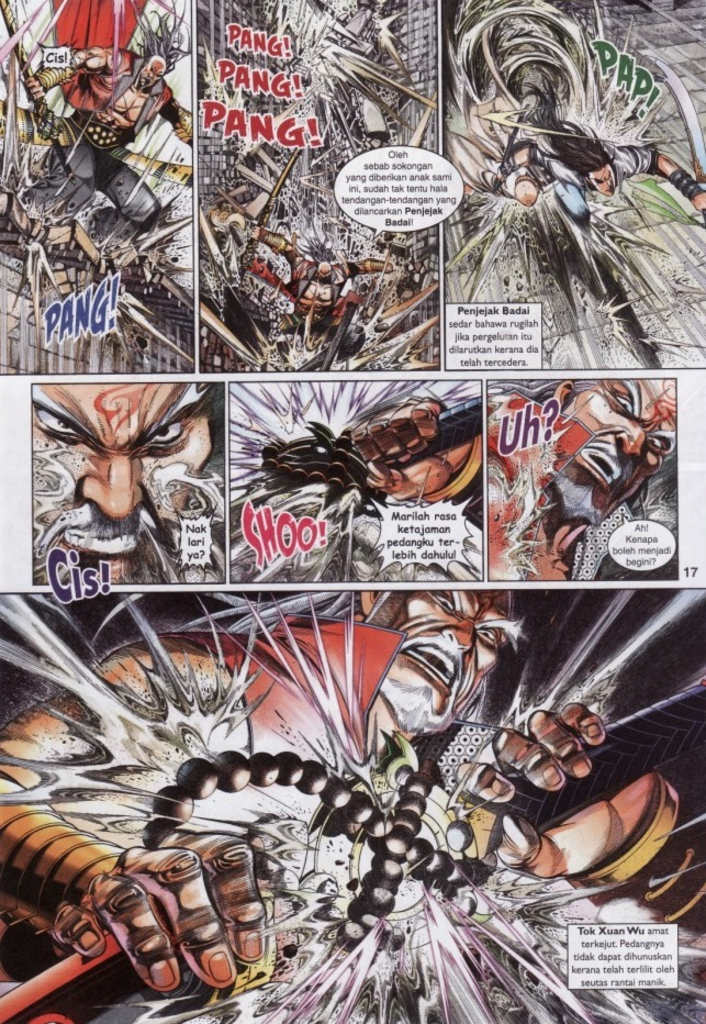 Cis!
PANG!
PANG!
PANG!
PANG!
Oleh
sebab sokongan
yang diberikan anak sami
ini, sudah tak tentu hala
tendangan-tendangan yang
dilancarkan Penjejak
Badai!
PAP!
Penjejak Badai
sedar bahawa rugilah
jika pergelutan itu
dilarutkan kerana dia
telah tercedera.
Nak
lari
ya?
Cis!
SHOO!
Marilah rasa
ketajaman
pedangku ter-
lebih dahulu!
Uh?
Ah!
Kenapa
boleh menjadi
begini?
17
Tok Xuan Wu amat
terkejut. Pedangnya
tidak dapat dihunuskan
kerana telah terlilit oleh
seutas rantai manik.